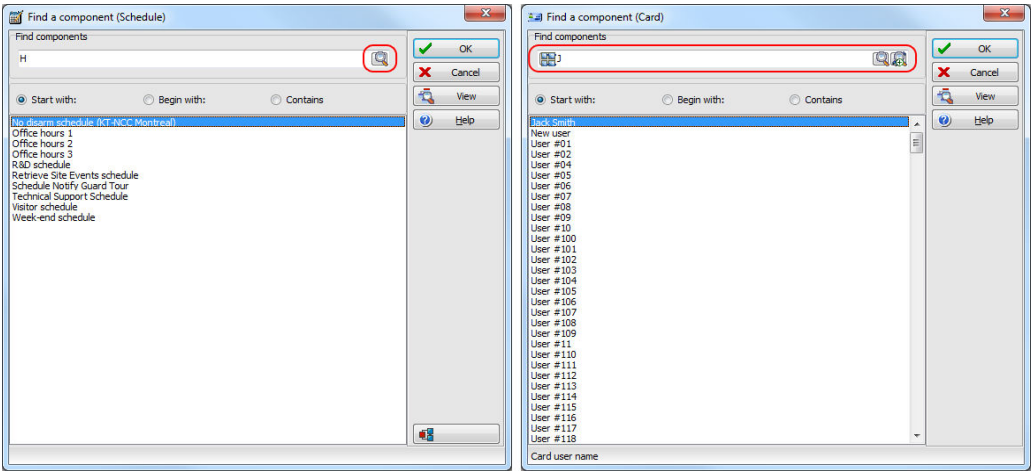 Find a component (Schedule)
Find components
H
OK
Cancel
Start with:
Begin with:
Contains
View
Help
No disarm schedule (KT-NCC Montreal)
Office hours 1
Office hours 2
Office hours 3
R&D schedule
Retrieve Site Events schedule
Schedule Notify Guard Tour
Technical Support Schedule
Visitor schedule
Week-end schedule
Find a component (Card)
Find components
J
OK
Cancel
Start with:
Begin with:
Contains
View
Help
Jack Smith
New user
User #01
User #02
User #04
User #05
User #06
User #07
User #08
User #09
User #10
User #100
User #101
User #102
User #103
User #104
User #105
User #106
User #107
User #108
User #109
User #11
User #110
User #111
User #112
User #113
User #114
User #115
User #116
User #117
User #118
Card user name